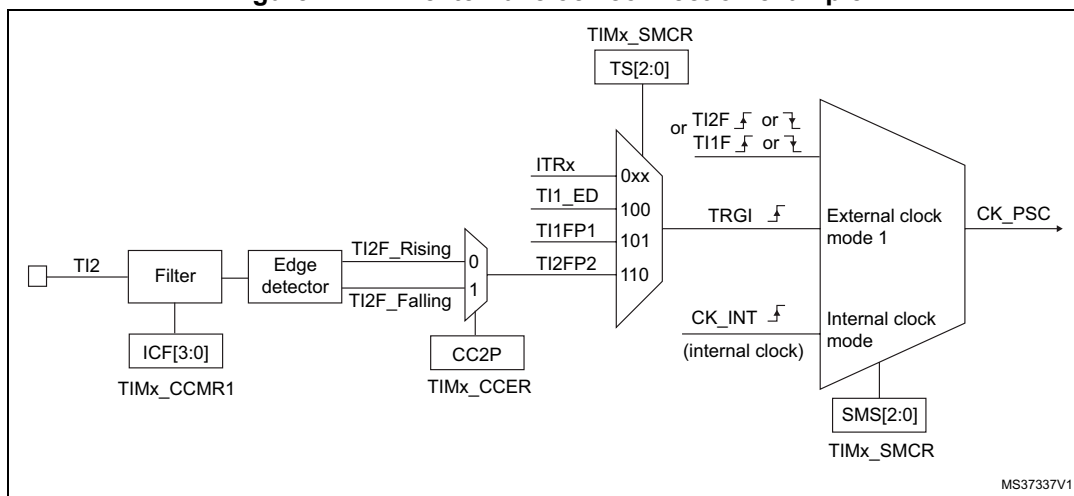 TIMx_SMCR
TS[2:0]
or TI2F or
TI1F or
ITRx
0xx
TI1_ED
100
TRGI
External clock
mode 1
CK_PSC
TI1FP1
101
TI2F_Rising
0
TI2FP2
110
TI2
Filter
Edge
detector
TI2F_Falling
1
CK_INT
(internal clock)
Internal clock
mode
ICF[3:0]
TIMx_CCMR1
CC2P
TIMx_CCER
SMS[2:0]
TIMx_SMCR
MS37337V1